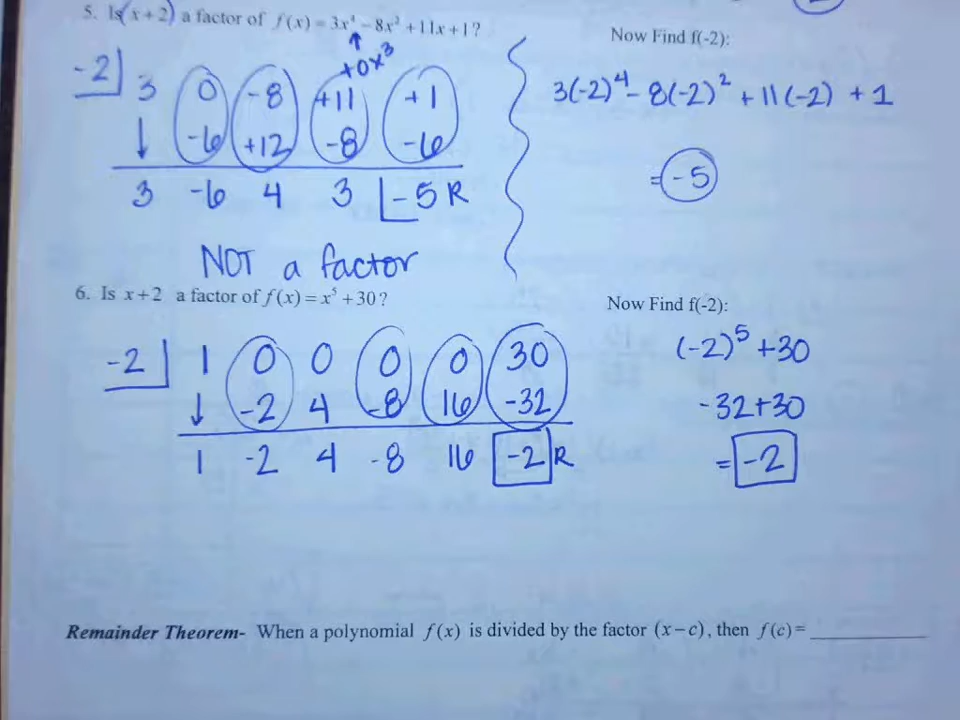 5. Is (x+2) a factor of f(x) = 3x⁴ − 8x² + 11x + 1?
+0x³
Now Find f(-2):
-2 3 0 -8 +11 +1
↓ -6 +12 -8 -6
3 -6 4 3 -5 R
3(-2)⁴ - 8(-2)² + 11(-2) + 1
= -5
NOT a factor
6. Is x+2 a factor of f(x) = x⁵ + 30?
Now Find f(-2):
-2 1 0 0 0 0 30
↓ -2 4 -8 16 -32
1 -2 4 -8 16 -2 R
(-2)⁵ +30
-32+30
= -2
Remainder Theorem- When a polynomial f(x) is divided by the factor (x−c), then f(c)= ____________